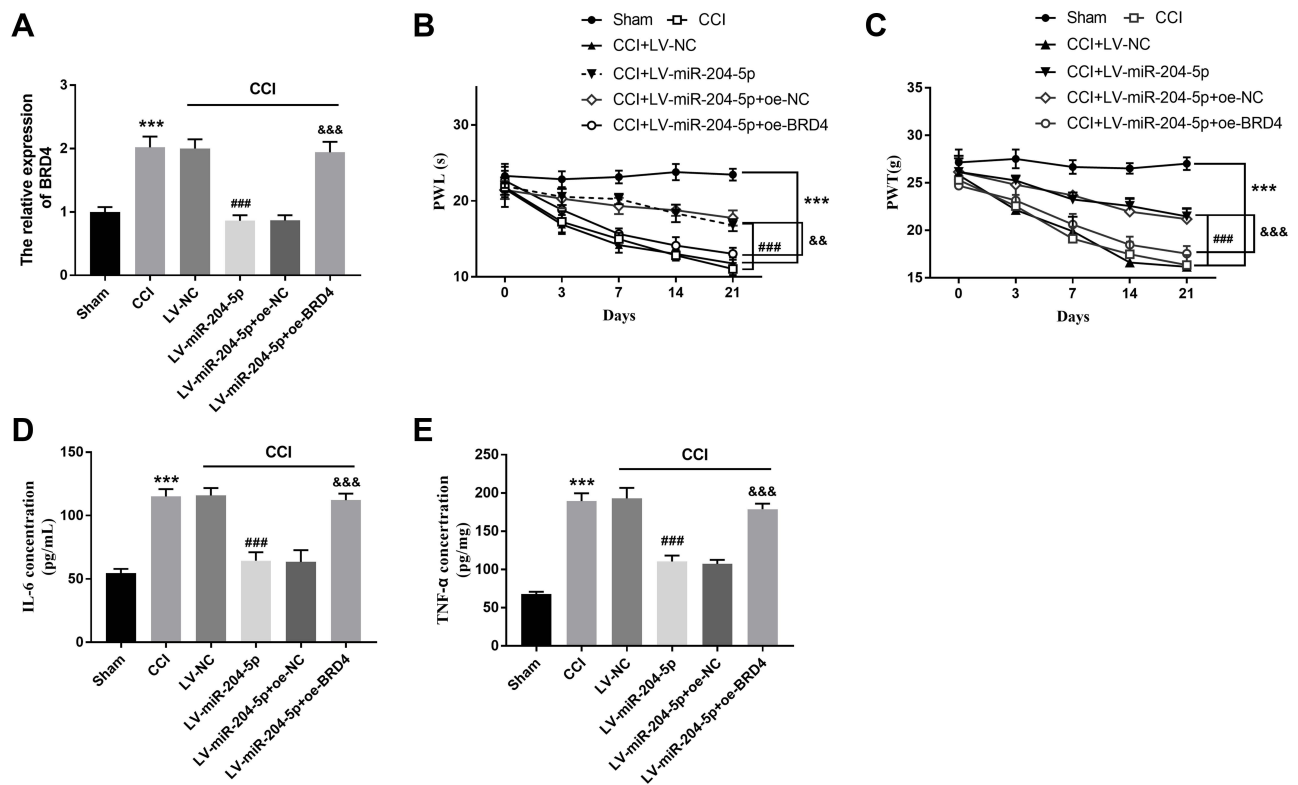 A
The relative expression
of BRD4
3
2
1
0
***
CCI
###
&&&
Sham
CCI
LV-NC
LV-miR-204-5p
LV-miR-204-5p+oe-NC
LV-miR-204-5p+oe-BRD4
B
Sham CCI
CCI+LV-NC
CCI+LV-miR-204-5p
CCI+LV-miR-204-5p+oe-NC
CCI+LV-miR-204-5p+oe-BRD4
PWL (s)
30
20
10
***
&&
###
0 3 7 14 21
Days
C
Sham CCI
CCI+LV-NC
CCI+LV-miR-204-5p
CCI+LV-miR-204-5p+oe-NC
CCI+LV-miR-204-5p+oe-BRD4
PWT(g)
35
30
25
20
15
***
###
&&&
0 3 7 14 21
Days
D
IL-6 concentration
(pg/mL)
150
100
50
0
***
CCI
###
&&&
Sham
CCI
LV-NC
LV-miR-204-5p
LV-miR-204-5p+oe-NC
LV-miR-204-5p+oe-BRD4
E
TNF-α concertration
(pg/mg)
250
200
150
100
50
0
***
CCI
###
&&&
Sham
CCI
LV-NC
LV-miR-204-5p
LV-miR-204-5p+oe-NC
LV-miR-204-5p+oe-BRD4